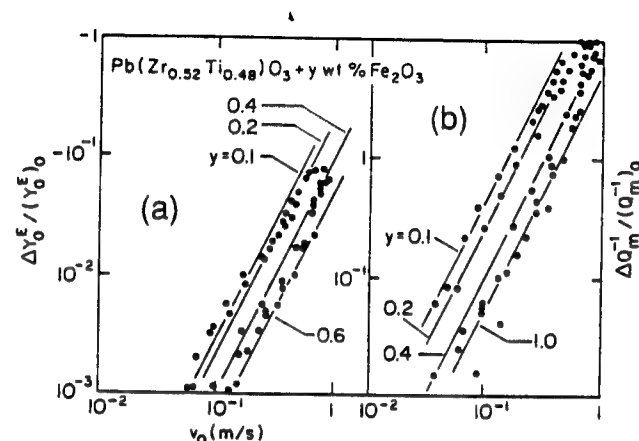 -1
Pb(Zr0.52Ti0.48)O3 + y wt % Fe2O3
0.4
0.2
y=0.1
-10⁻¹
(a)
(b)
1
ΔY₀ᴱ/(Y₀ᴱ)₀
ΔQm⁻¹/(Qm⁻¹)₀
y=0.1
10⁻²
10⁻¹
0.2
0.4
0.6
1.0
10⁻³
10⁻² 10⁻¹ 1 10⁻² 10⁻¹ 1
v₀(m/s)